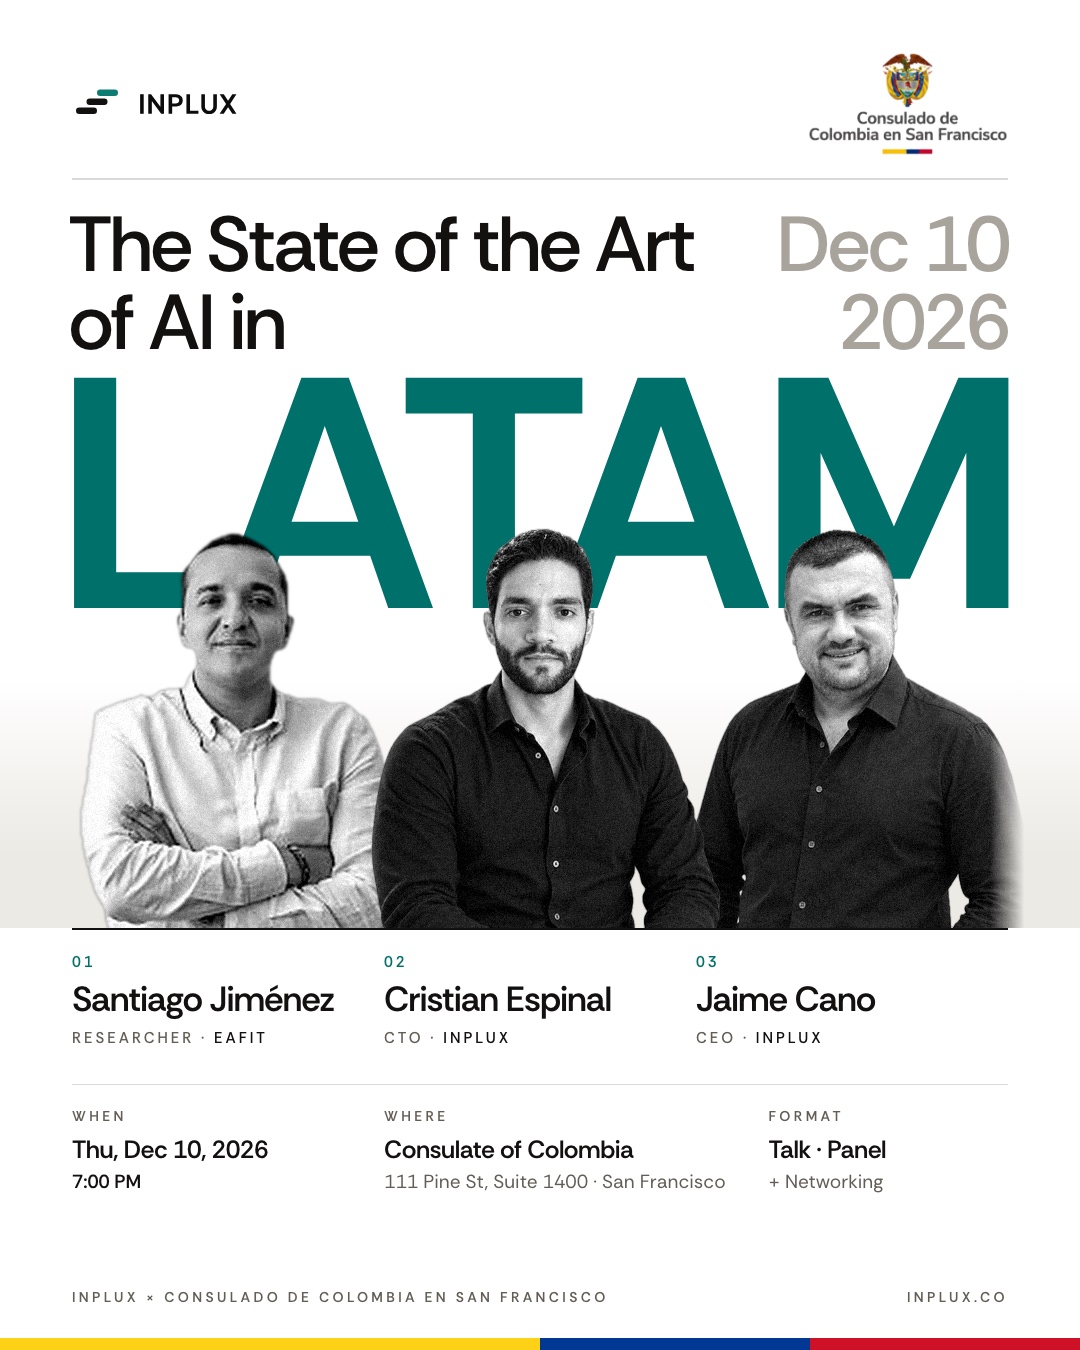 INPLUX
Consulado de
Colombia en San Francisco
The State of the Art
of AI in
Dec 10
2026
LATAM
01
Santiago Jiménez
RESEARCHER · EAFIT
02
Cristian Espinal
CTO · INPLUX
03
Jaime Cano
CEO · INPLUX
WHEN
Thu, Dec 10, 2026
7:00 PM
WHERE
Consulate of Colombia
111 Pine St, Suite 1400 · San Francisco
FORMAT
Talk · Panel
+ Networking
INPLUX × CONSULADO DE COLOMBIA EN SAN FRANCISCO
INPLUX.CO